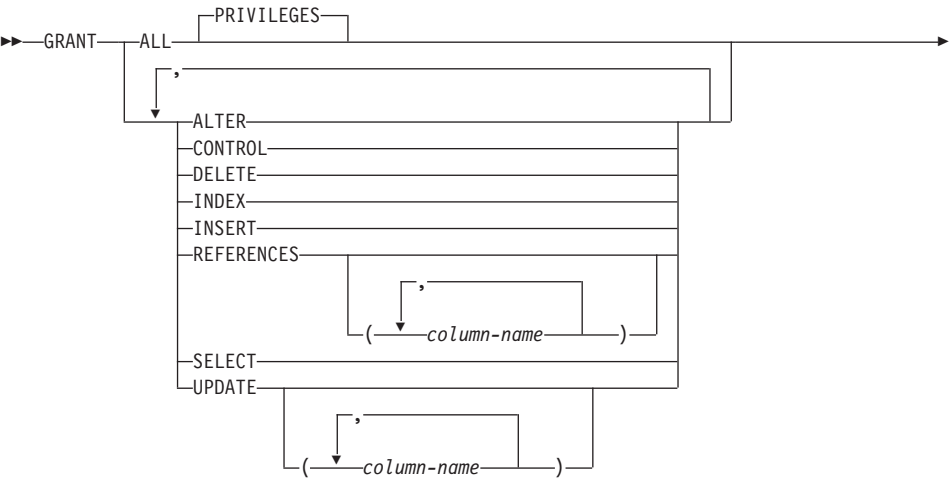 PRIVILEGES
GRANT ALL
,
ALTER
CONTROL
DELETE
INDEX
INSERT
REFERENCES
,
( column-name )
SELECT
UPDATE
,
( column-name )